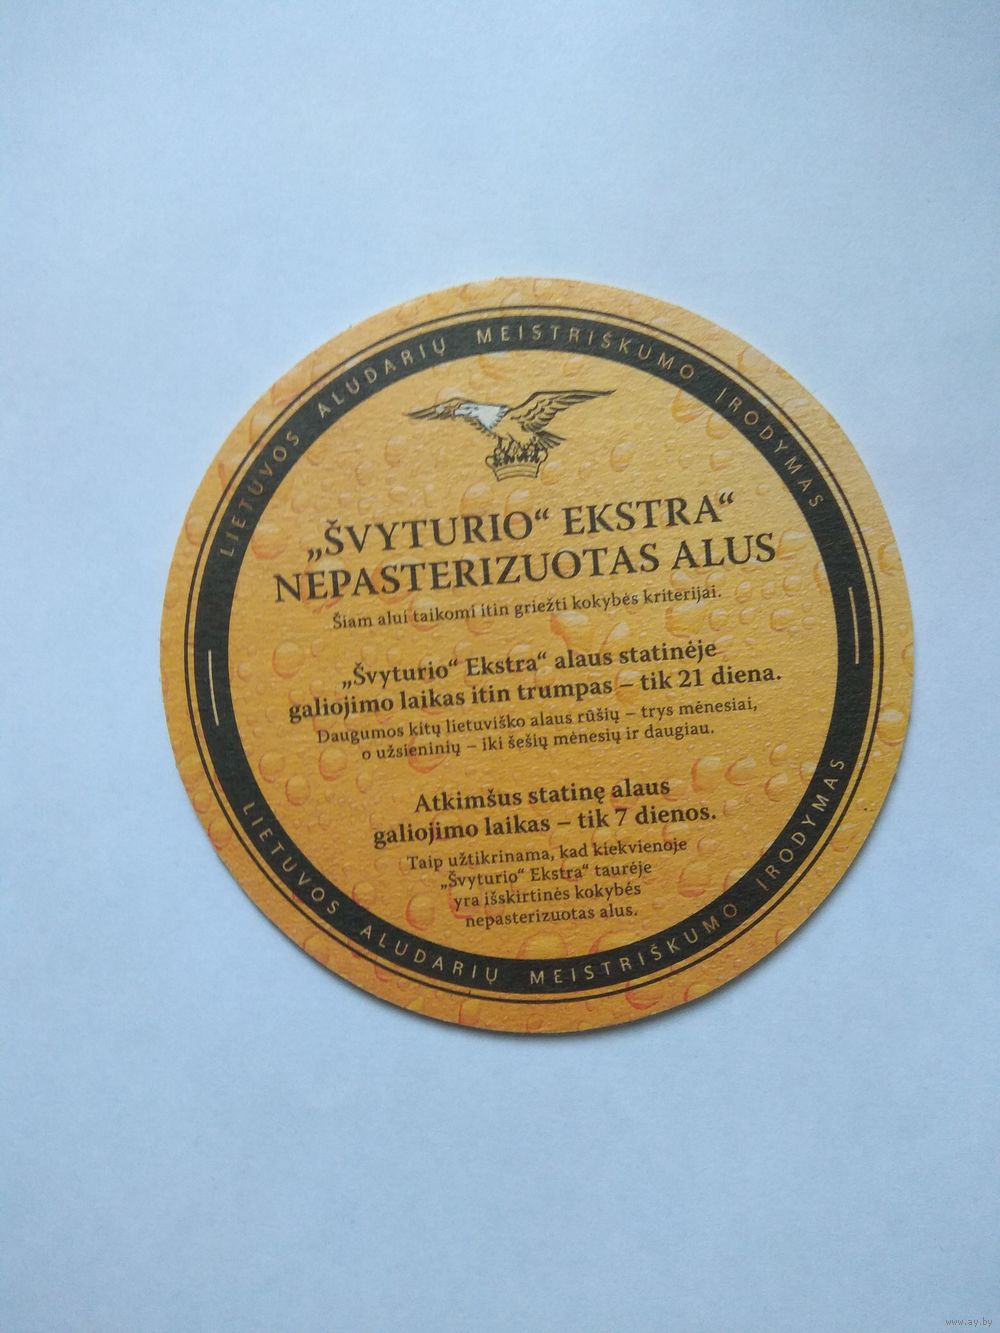 LIETUVOS ALUDARIŲ MEISTRIŠKUMO ĮRODYMAS
„ŠVYTURIO“ EKSTRA“
NEPASTERIZUOTAS ALUS
Šiam alui taikomi itin griežti kokybės kriterijai.
„Švyturio“ Ekstra“ alaus statinėje
galiojimo laikas itin trumpas – tik 21 diena.
Daugumos kitų lietuviško alaus rūšių – trys mėnesiai,
o užsieninių – iki šešių mėnesių ir daugiau.
Atkimšus statinę alaus
galiojimo laikas – tik 7 dienos.
Taip užtikrinama, kad kiekvienoje
„Švyturio“ Ekstra“ taurėje
yra išskirtinės kokybės
nepasterizuotas alus.
LIETUVOS ALUDARIŲ MEISTRIŠKUMO ĮRODYMAS
www.ay.by